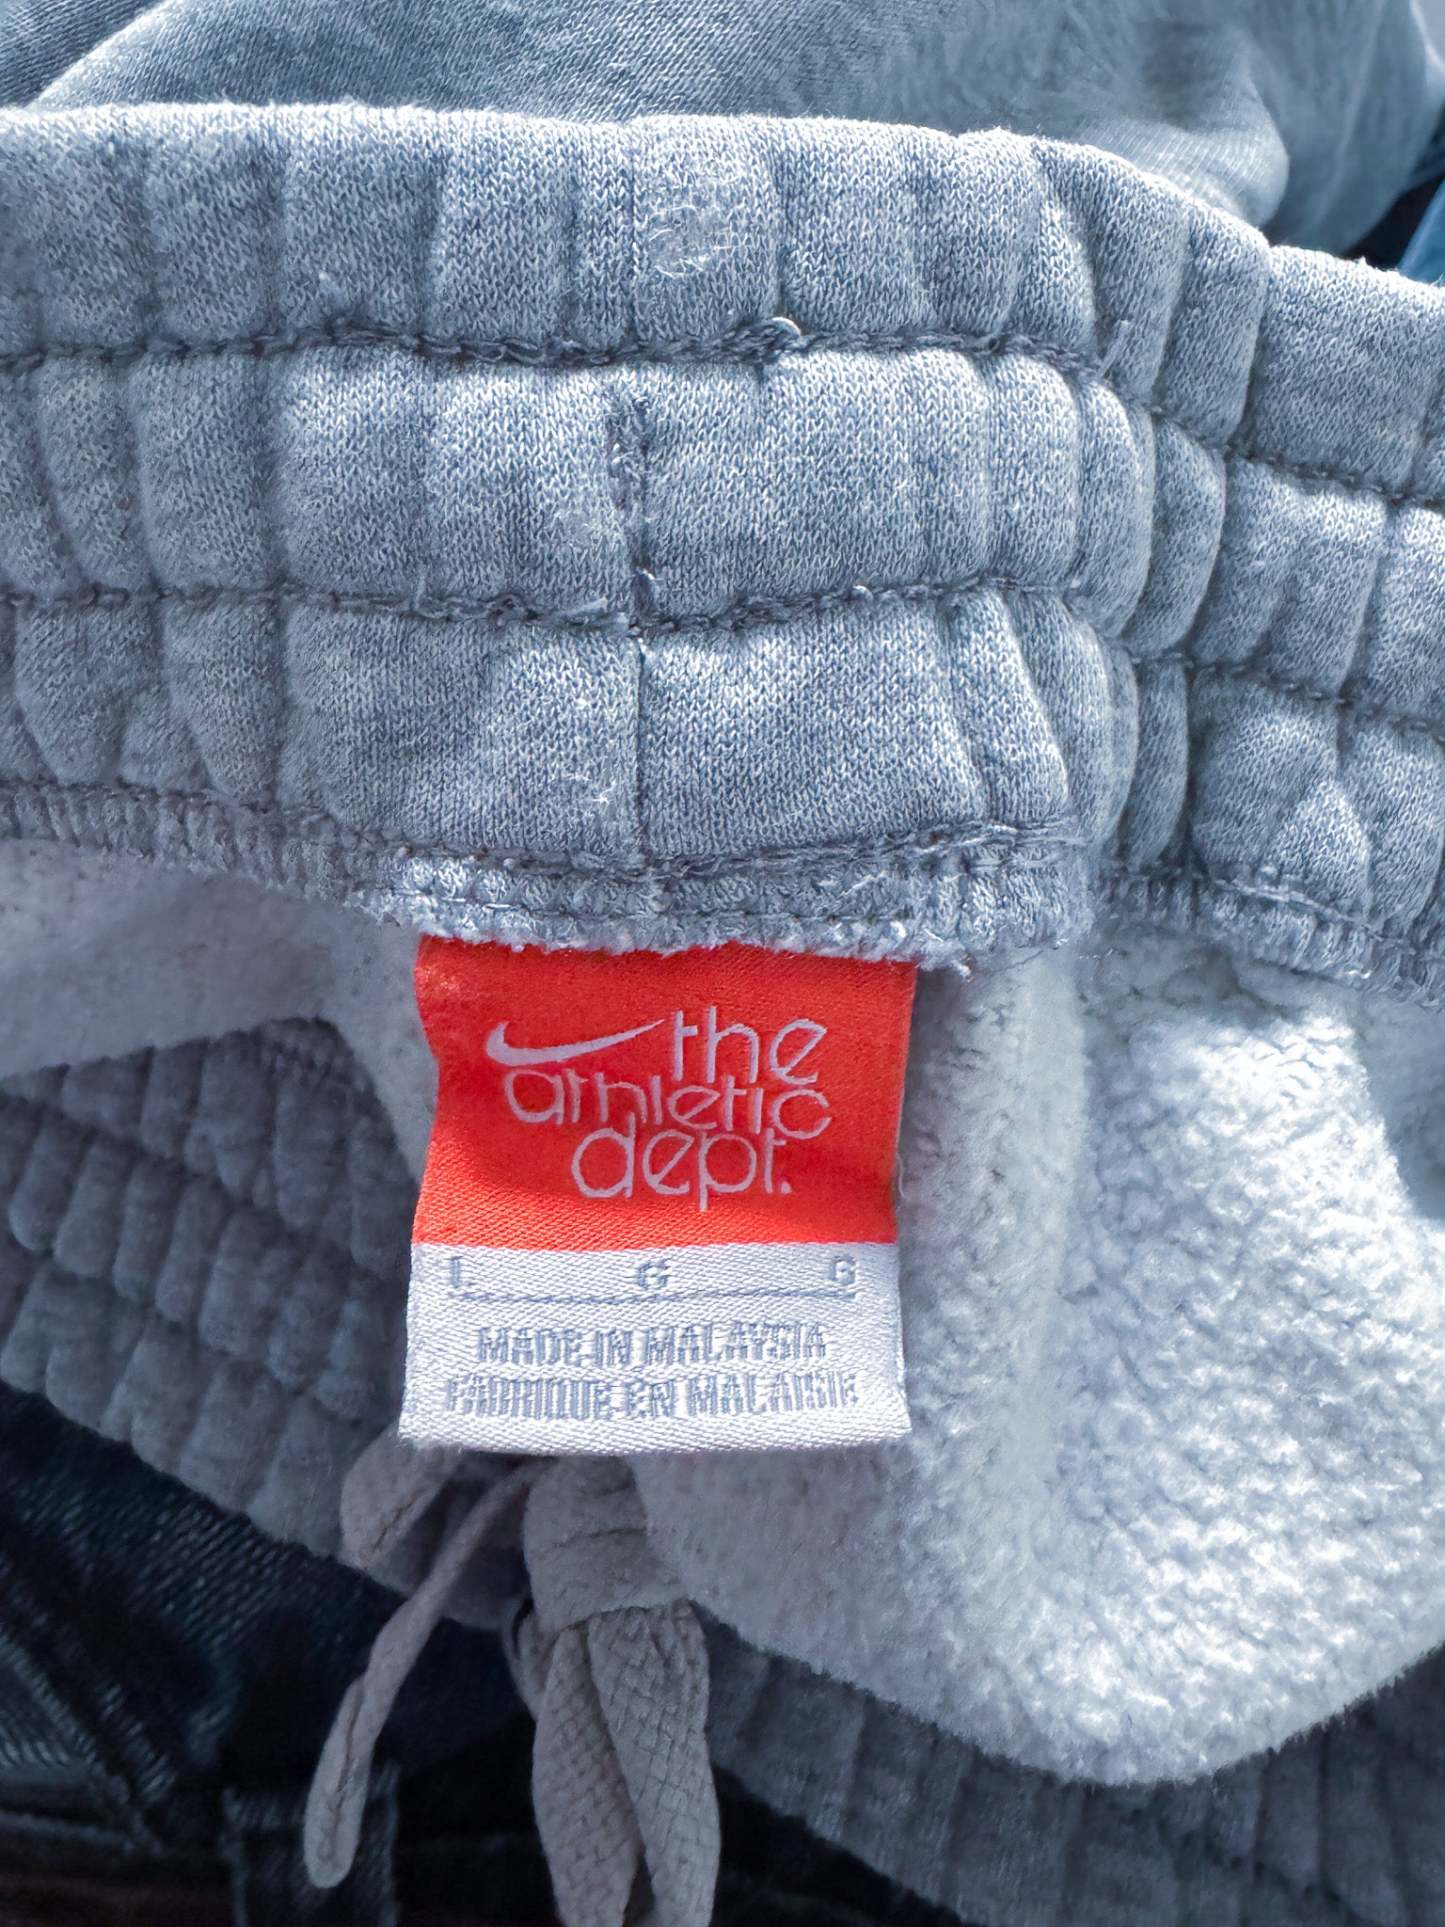 the
athletic
dept.
L G G
MADE IN MALAYSIA
FABRIQUE EN MALAISIE